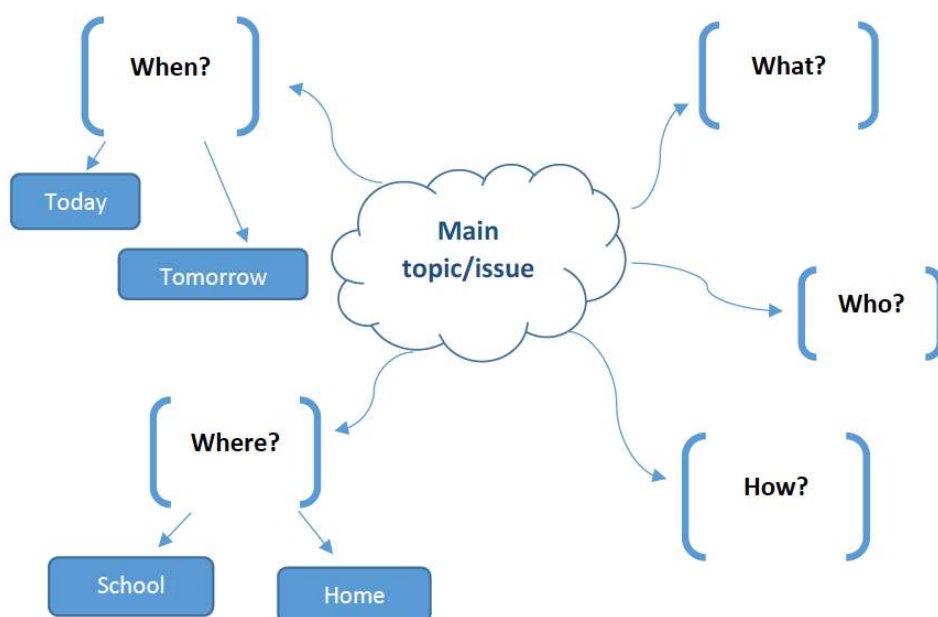 When?
What?
Today
Main
topic/issue
Tomorrow
Who?
Where?
How?
School
Home